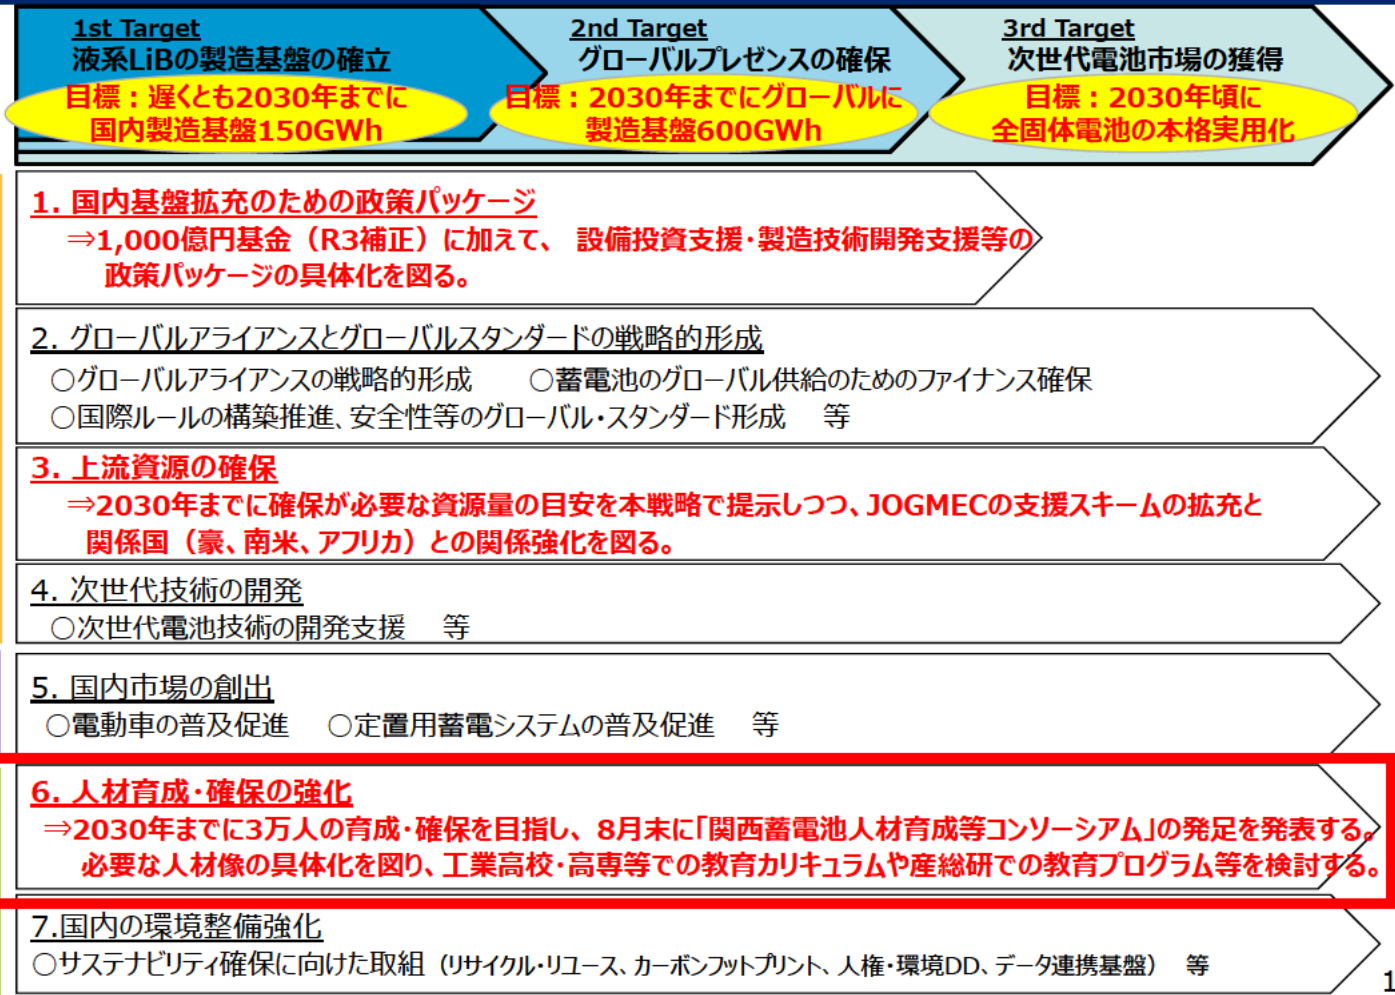 1st Target
液系LiBの製造基盤の確立
目標：遅くとも2030年までに
国内製造基盤150GWh
2nd Target
グローバルプレゼンスの確保
目標：2030年までにグローバルに
製造基盤600GWh
3rd Target
次世代電池市場の獲得
目標：2030年頃に
全固体電池の本格実用化
1. 国内基盤拡充のための政策パッケージ
⇒1,000億円基金（R3補正）に加えて、 設備投資支援・製造技術開発支援等の
政策パッケージの具体化を図る。
2. グローバルアライアンスとグローバルスタンダードの戦略的形成
○グローバルアライアンスの戦略的形成　　○蓄電池のグローバル供給のためのファイナンス確保
○国際ルールの構築推進、安全性等のグローバル・スタンダード形成　等
3. 上流資源の確保
⇒2030年までに確保が必要な資源量の目安を本戦略で提示しつつ、JOGMECの支援スキームの拡充と
関係国（豪、南米、アフリカ）との関係強化を図る。
4. 次世代技術の開発
○次世代電池技術の開発支援　等
5. 国内市場の創出
○電動車の普及促進　○定置用蓄電システムの普及促進　等
6. 人材育成・確保の強化
⇒2030年までに3万人の育成・確保を目指し、8月末に「関西蓄電池人材育成等コンソーシアム」の発足を発表する。
必要な人材像の具体化を図り、工業高校・高専等での教育カリキュラムや産総研での教育プログラム等を検討する。
7.国内の環境整備強化
○サステナビリティ確保に向けた取組（リサイクル・リユース、カーボンフットプリント、人権・環境DD、データ連携基盤）　等
1